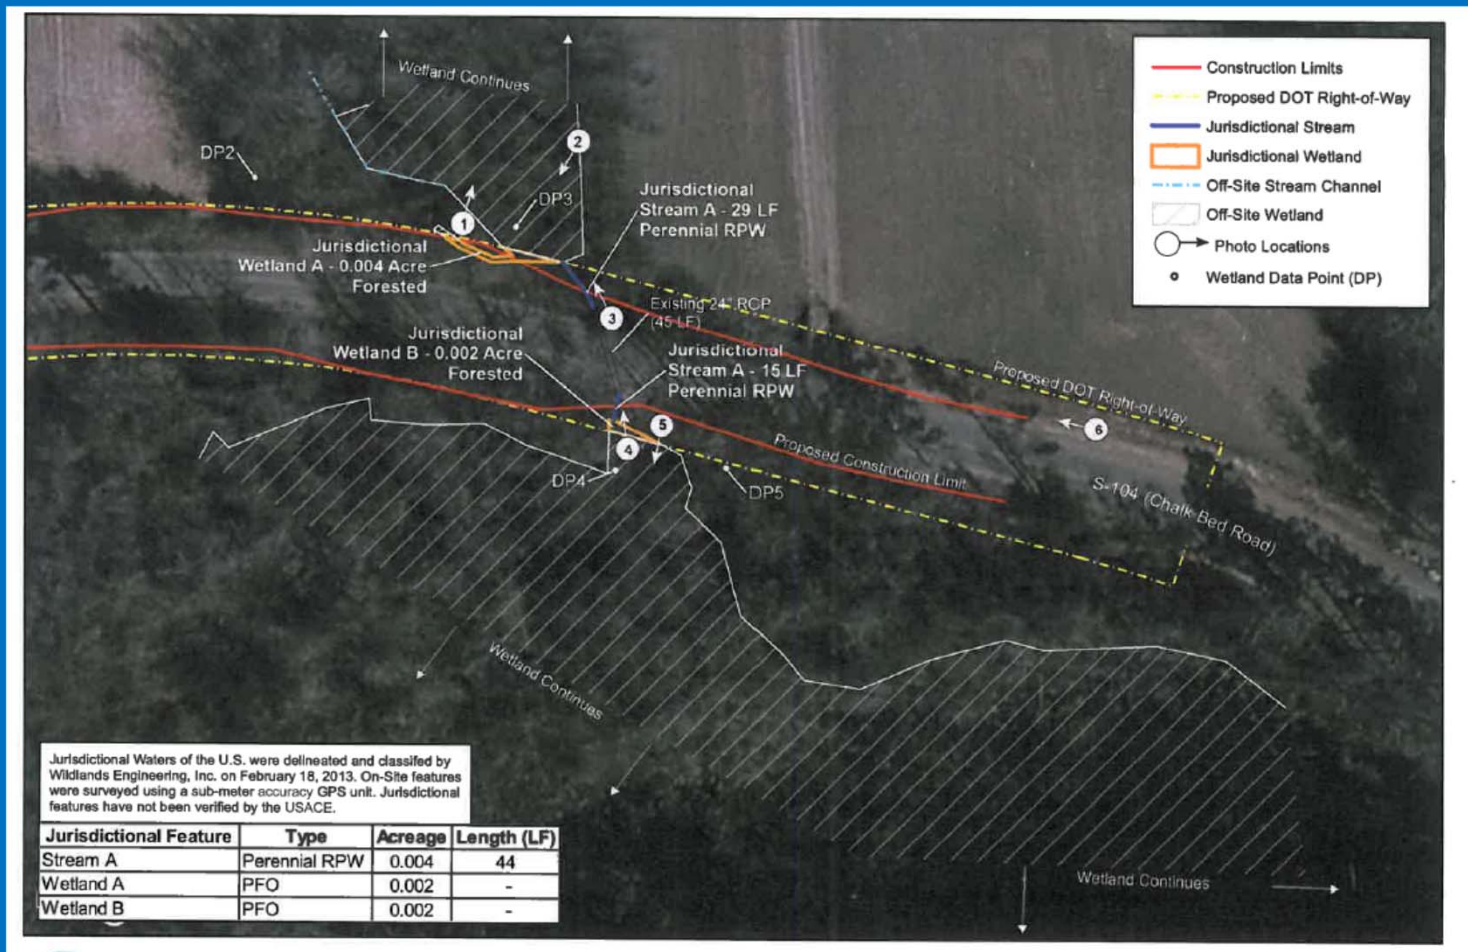 Wetland Continues
DP2
DP3
1
2
Jurisdictional
Stream A - 29 LF
Perennial RPW
Jurisdictional
Wetland A - 0.004 Acre
Forested
3
Existing 24" RCP
(45 LF)
Jurisdictional
Wetland B - 0.002 Acre
Forested
Jurisdictional
Stream A - 15 LF
Perennial RPW
Proposed DOT Right-of-Way
6
5
4
Proposed Construction Limit
DP4
DP5
S-104 (Chalk Bed Road)
Wetland Continues
Wetland Continues
Construction Limits
Proposed DOT Right-of-Way
Jurisdictional Stream
Jurisdictional Wetland
Off-Site Stream Channel
Off-Site Wetland
Photo Locations
Wetland Data Point (DP)
Jurisdictional Waters of the U.S. were delineated and classifed by
Wildlands Engineering, Inc. on February 18, 2013. On-Site features
were surveyed using a sub-meter accuracy GPS unit. Jurisdictional
features have not been verified by the USACE.
Jurisdictional Feature Type Acreage Length (LF)
Stream A Perennial RPW 0.004 44
Wetland A PFO 0.002 -
Wetland B PFO 0.002 -